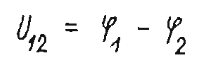 U₁₂ = φ₁ - φ₂